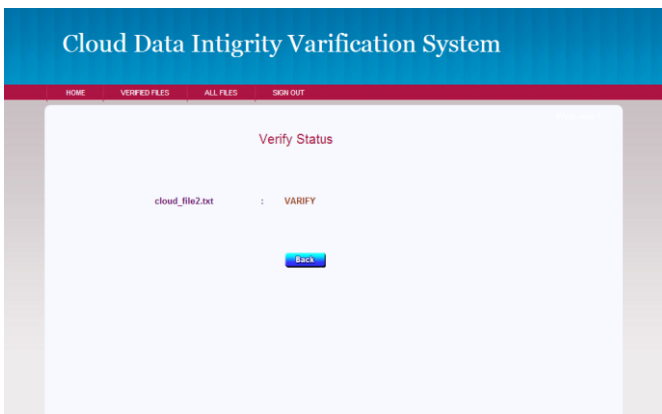 Cloud Data Intigrity Varification System
HOME VERIFIED FILES ALL FILES SIGN OUT
Verify Status
cloud_file2.txt : VARIFY
Back